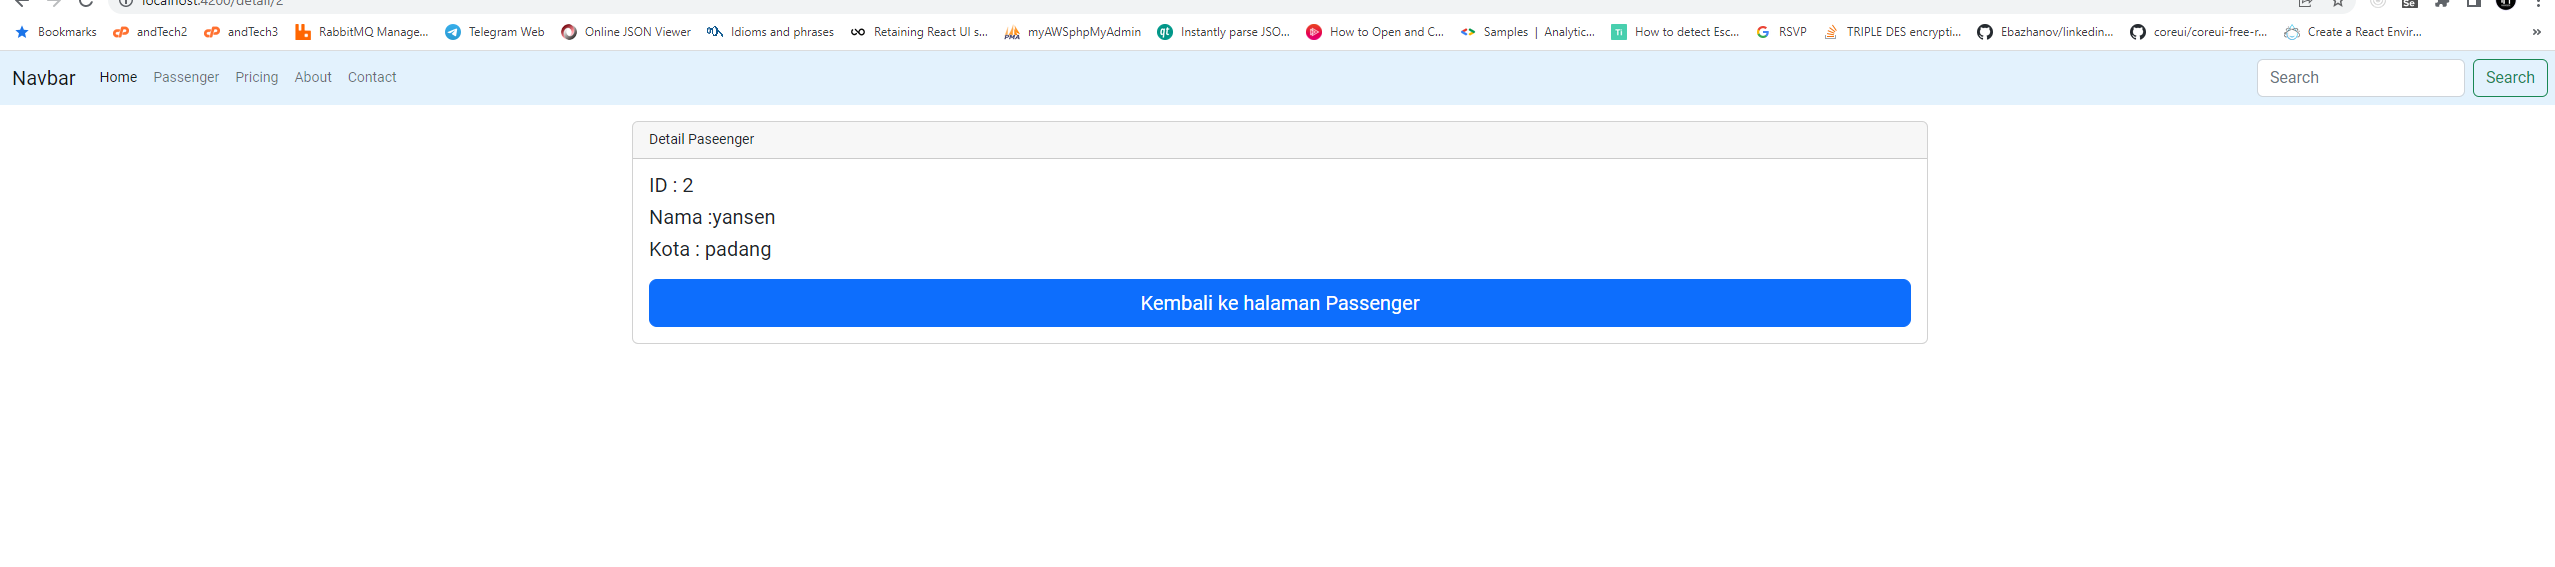 localhost:4200/detail/2
Bookmarks andTech2 andTech3 RabbitMQ Manage... Telegram Web Online JSON Viewer Idioms and phrases Retaining React UI s... myAWSphpMyAdmin Instantly parse JSO... How to Open and C... Samples | Analytic... How to detect Esc... RSVP TRIPLE DES encrypti... Ebazhanov/linkedin... coreui/coreui-free-r... Create a React Envir... »
Navbar Home Passenger Pricing About Contact Search Search
Detail Paseenger
ID : 2
Nama :yansen
Kota : padang
Kembali ke halaman Passenger